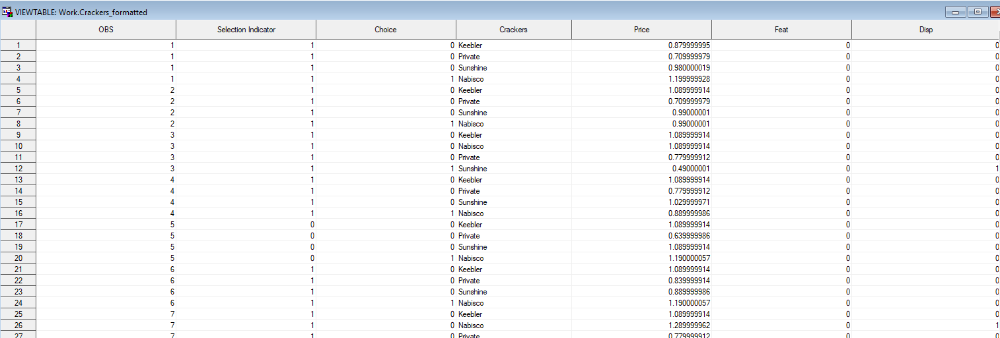 VIEWTABLE: Work.Crackers_formatted
OBS Selection Indicator Choice Crackers Price Feat Disp
1 1 1 0 Keebler 0.879999995 0 0
2 1 1 0 Private 0.709999979 0 0
3 1 1 0 Sunshine 0.980000019 0 0
4 1 1 1 Nabisco 1.199999928 0 0
5 2 1 0 Keebler 1.089999914 0 0
6 2 1 0 Private 0.709999979 0 0
7 2 1 0 Sunshine 0.99000001 0 0
8 2 1 1 Nabisco 0.99000001 0 0
9 3 1 0 Keebler 1.089999914 0 0
10 3 1 0 Nabisco 1.089999914 0 0
11 3 1 0 Private 0.779999912 0 0
12 3 1 1 Sunshine 0.49000001 0 1
13 4 1 0 Keebler 1.089999914 0 0
14 4 1 0 Private 0.779999912 0 0
15 4 1 0 Sunshine 1.029999971 0 0
16 4 1 1 Nabisco 0.889999986 0 0
17 5 0 0 Keebler 1.089999914 0 0
18 5 0 0 Private 0.639999986 0 0
19 5 0 0 Sunshine 1.089999914 0 0
20 5 0 1 Nabisco 1.190000057 0 0
21 6 1 0 Keebler 1.089999914 0 0
22 6 1 0 Private 0.839999914 0 0
23 6 1 0 Sunshine 0.889999986 0 0
24 6 1 1 Nabisco 1.190000057 0 0
25 7 1 0 Keebler 1.089999914 0 0
26 7 1 0 Nabisco 1.289999962 0 1
27 7 1 0 Private 0.779999912 0 0